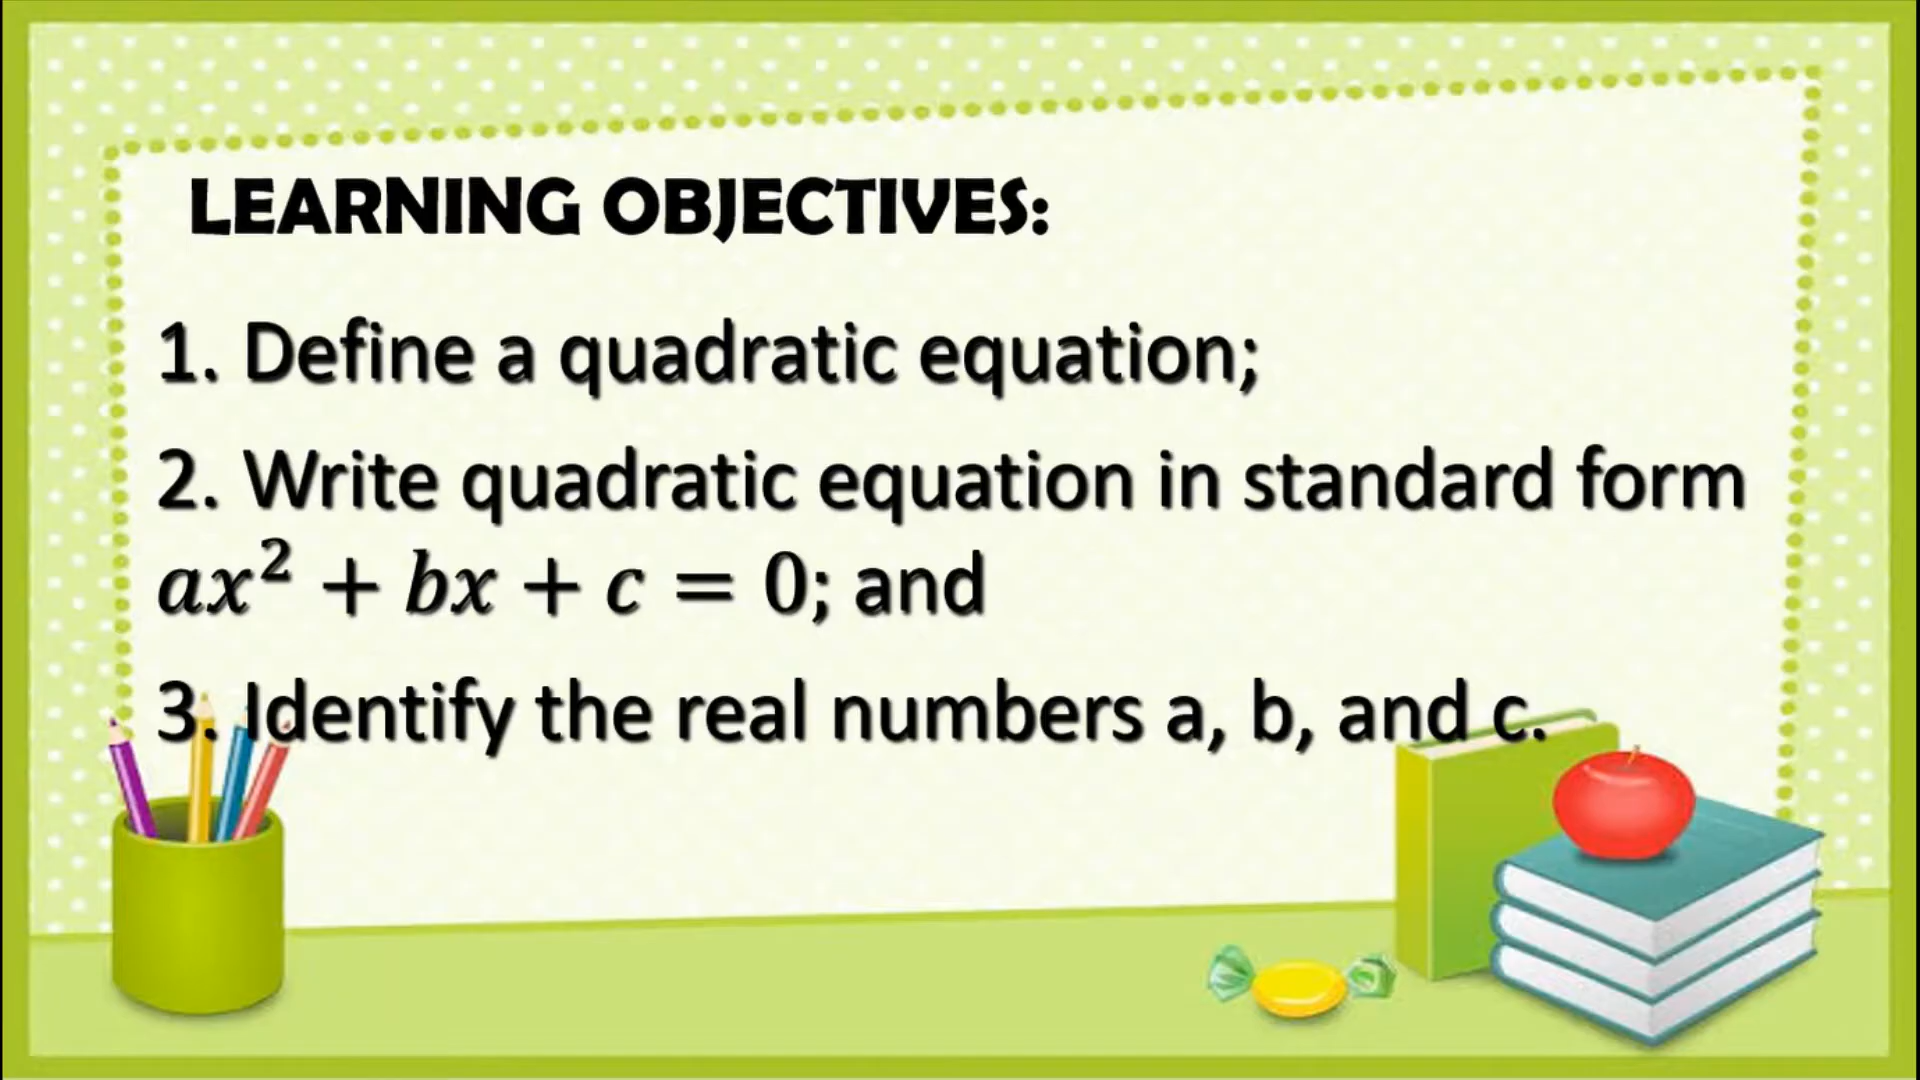 LEARNING OBJECTIVES:
1. Define a quadratic equation;
2. Write quadratic equation in standard form
𝑎𝑥² + 𝑏𝑥 + 𝑐 = 0; and
3. Identify the real numbers a, b, and c.